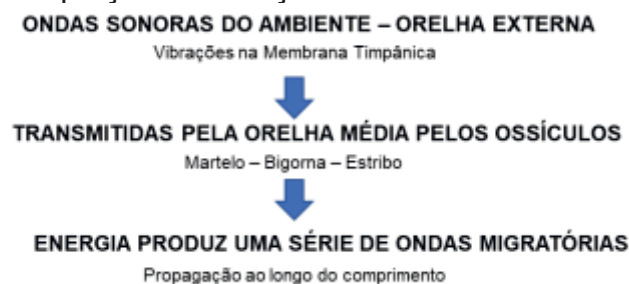 ONDAS SONORAS DO AMBIENTE – ORELHA EXTERNA
Vibrações na Membrana Timpânica
TRANSMITIDAS PELA ORELHA MÉDIA PELOS OSSÍCULOS
Martelo – Bigorna – Estribo
ENERGIA PRODUZ UMA SÉRIE DE ONDAS MIGRATÓRIAS
Propagação ao longo do comprimento